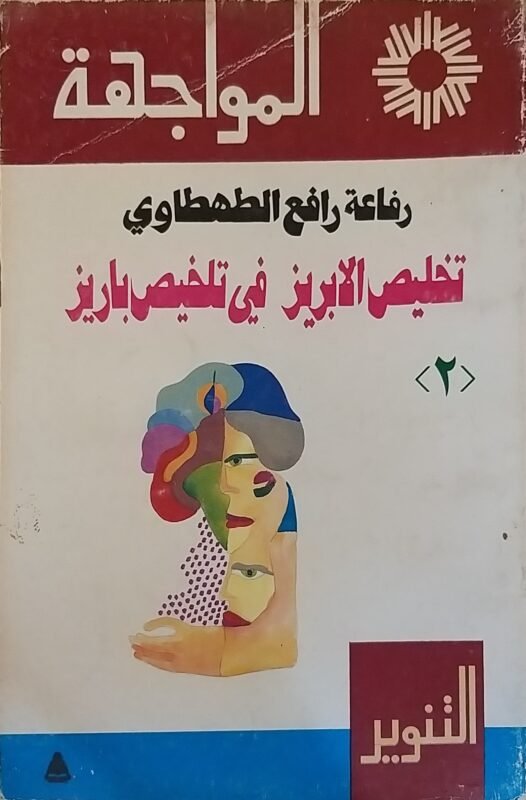 المواجهة
رفاعة رافع الطهطاوي
تخليص الابريز في تلخيص باريز
<٢>
التنوير